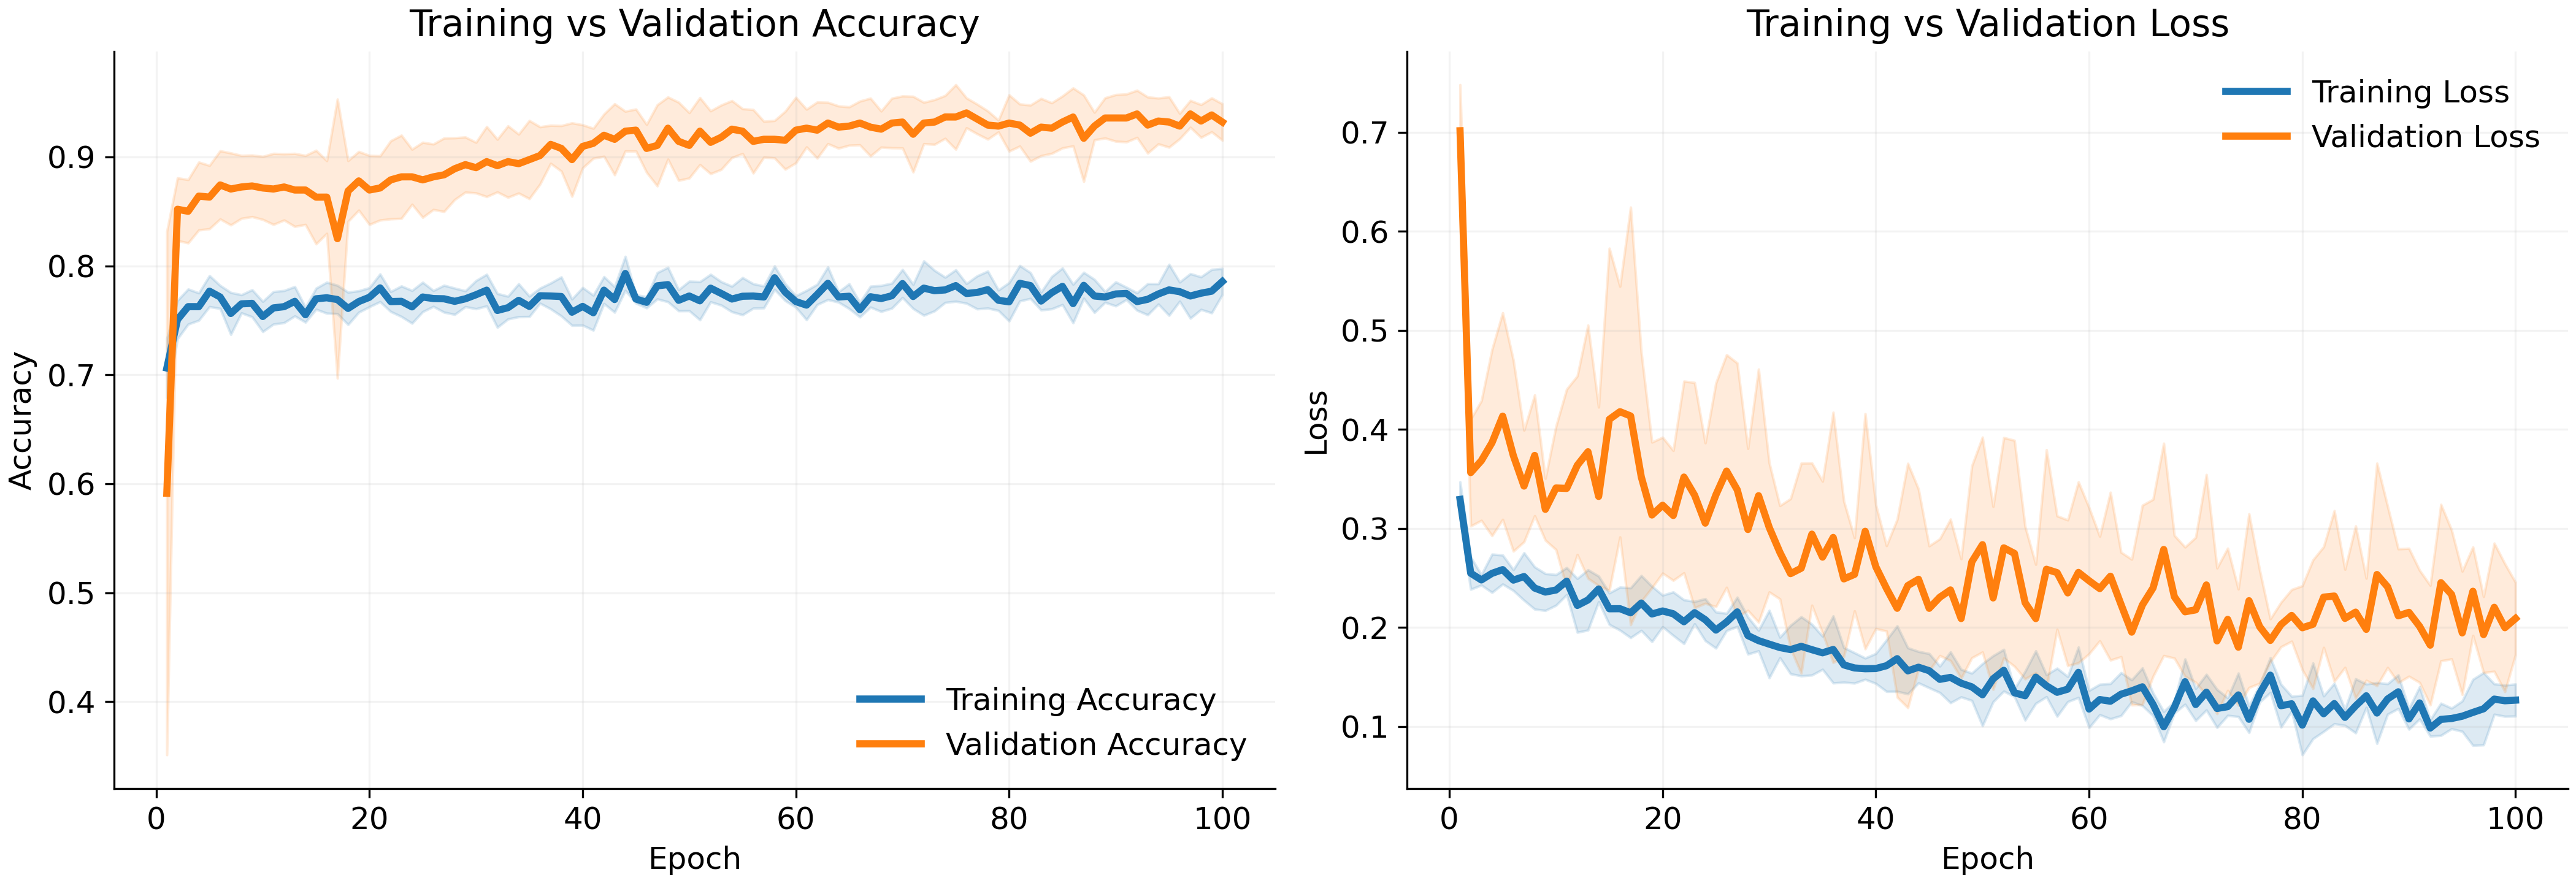 Training vs Validation Accuracy
Accuracy
0.9
0.8
0.7
0.6
0.5
0.4
Training Accuracy
Validation Accuracy
0 20 40 60 80 100
Epoch
Training vs Validation Loss
Loss
0.7
0.6
0.5
0.4
0.3
0.2
0.1
Training Loss
Validation Loss
0 20 40 60 80 100
Epoch